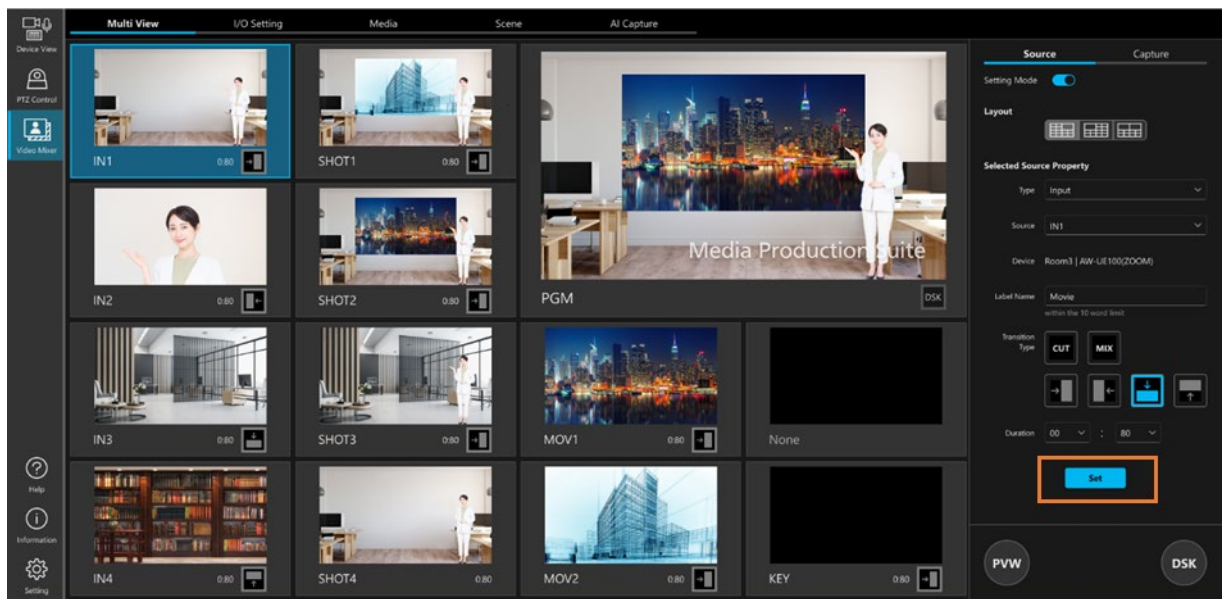 Multi View I/O Setting Media Scene AI Capture
Device View
PTZ Control
Video Mixer
Help
Information
Setting
IN1 0:80
SHOT1 0:80
Media Production Suite
PGM DSK
IN2 0:80
SHOT2 0:80
IN3 0:80
SHOT3 0:80
MOV1 0:80
None
IN4 0:80
SHOT4 0:80
MOV2 0:80
KEY 0:80
Source Capture
Setting Mode
Layout
Selected Source Property
Type Input
Source IN1
Device Room3 | AW-UE100(ZOOM)
Label Name Movie
within the 10 word limit
Transition
Type CUT MIX
Duration 00 : 80
Set
PVW DSK